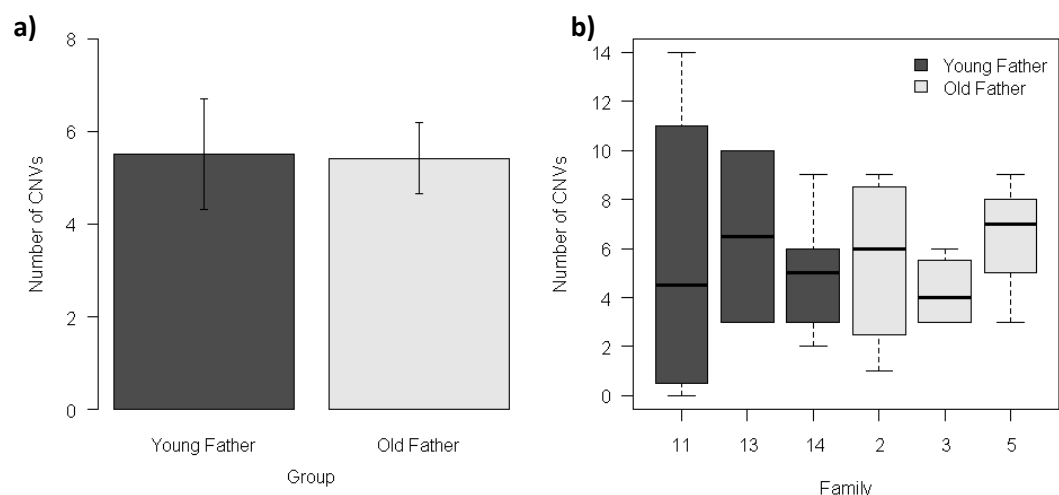 a)
8
6
4
2
0
Number of CNVs
Young Father
Old Father
Group
b)
14
12
10
8
6
4
2
0
Number of CNVs
Young Father
Old Father
11 13 14 2 3 5
Family